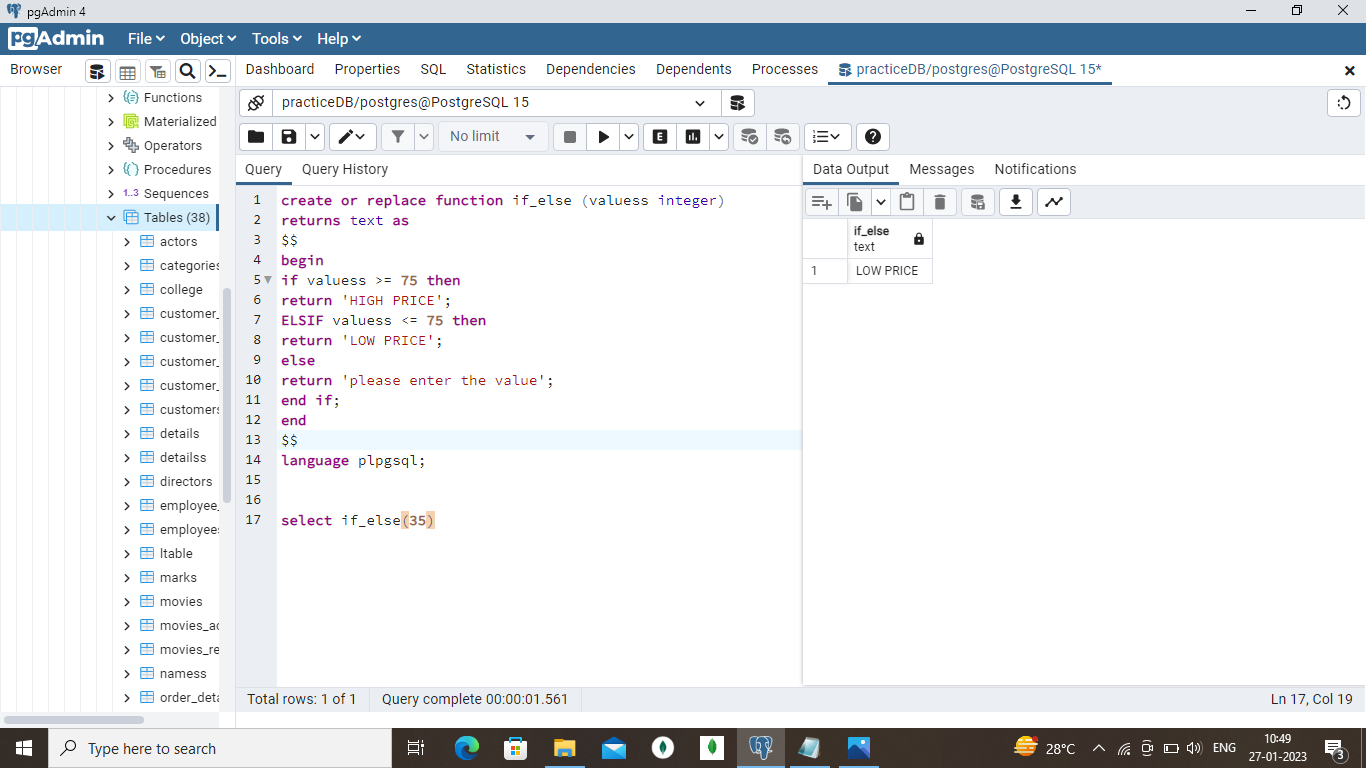 pgAdmin 4
pgAdmin File Object Tools Help
Browser Dashboard Properties SQL Statistics Dependencies Dependents Processes practiceDB/postgres@PostgreSQL 15*
practiceDB/postgres@PostgreSQL 15
No limit
Functions
Materialized
Operators
Procedures
1..3 Sequences
Tables (38)
actors
categories
college
customer_
customer_
customer_
customer_
customers
details
detailss
directors
employee_
employees
ltable
marks
movies
movies_ac
movies_re
namess
order_deta
Query Query History
1 create or replace function if_else (valuess integer)
2 returns text as
3 $$
4 begin
5 if valuess >= 75 then
6 return 'HIGH PRICE';
7 ELSIF valuess <= 75 then
8 return 'LOW PRICE';
9 else
10 return 'please enter the value';
11 end if;
12 end
13 $$
14 language plpgsql;
15
16
17 select if_else(35)
Data Output Messages Notifications
if_else
text
1 LOW PRICE
Total rows: 1 of 1 Query complete 00:00:01.561 Ln 17, Col 19
Type here to search
28°C ENG
10:49
27-01-2023
3